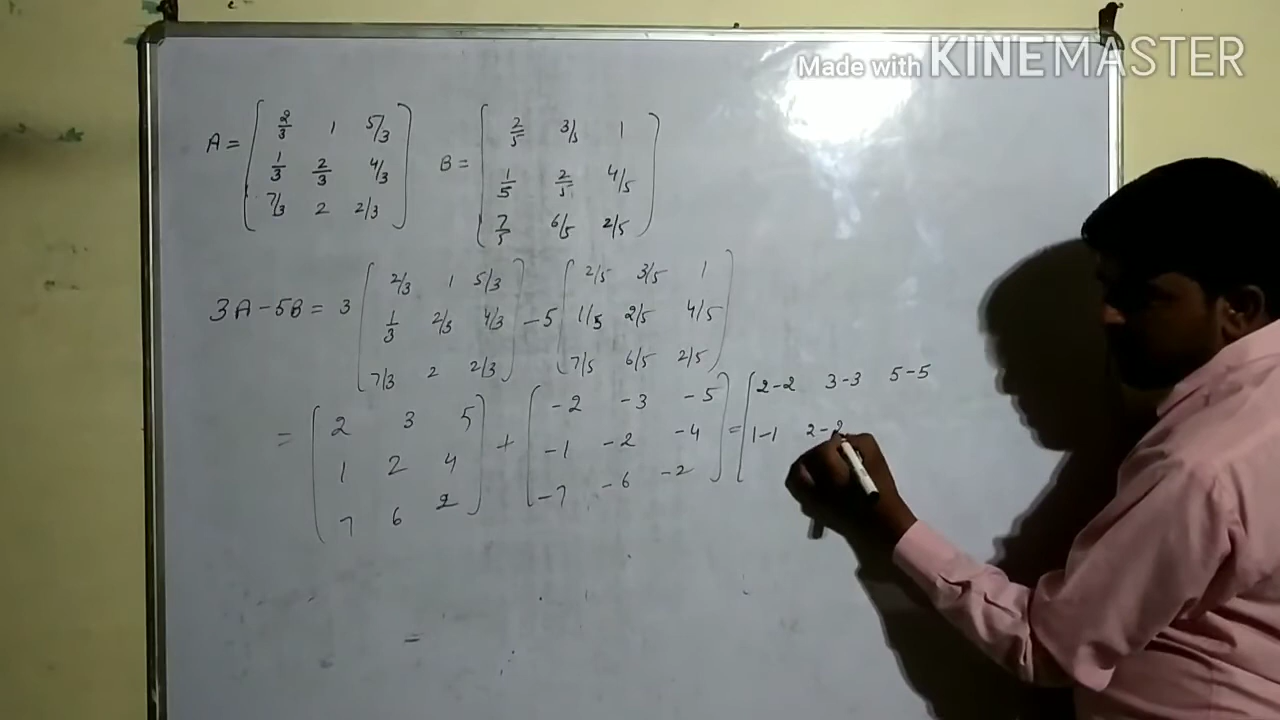 Made with KINEMASTER
A = [ 2/3 1 5/3
1/3 2/3 4/3
7/3 2 2/3 ]
B = [ 2/5 3/5 1
1/5 2/5 4/5
7/5 6/5 2/5 ]
3A - 5B = 3 [ 2/3 1 5/3
1/3 2/3 4/3
7/3 2 2/3 ]
- 5 [ 2/5 3/5 1
1/5 2/5 4/5
7/5 6/5 2/5 ]
= [ 2 3 5
1 2 4
7 6 2 ]
+ [ -2 -3 -5
-1 -2 -4
-7 -6 -2 ]
= [ 2-2 3-3 5-5
1-1 2-2
=